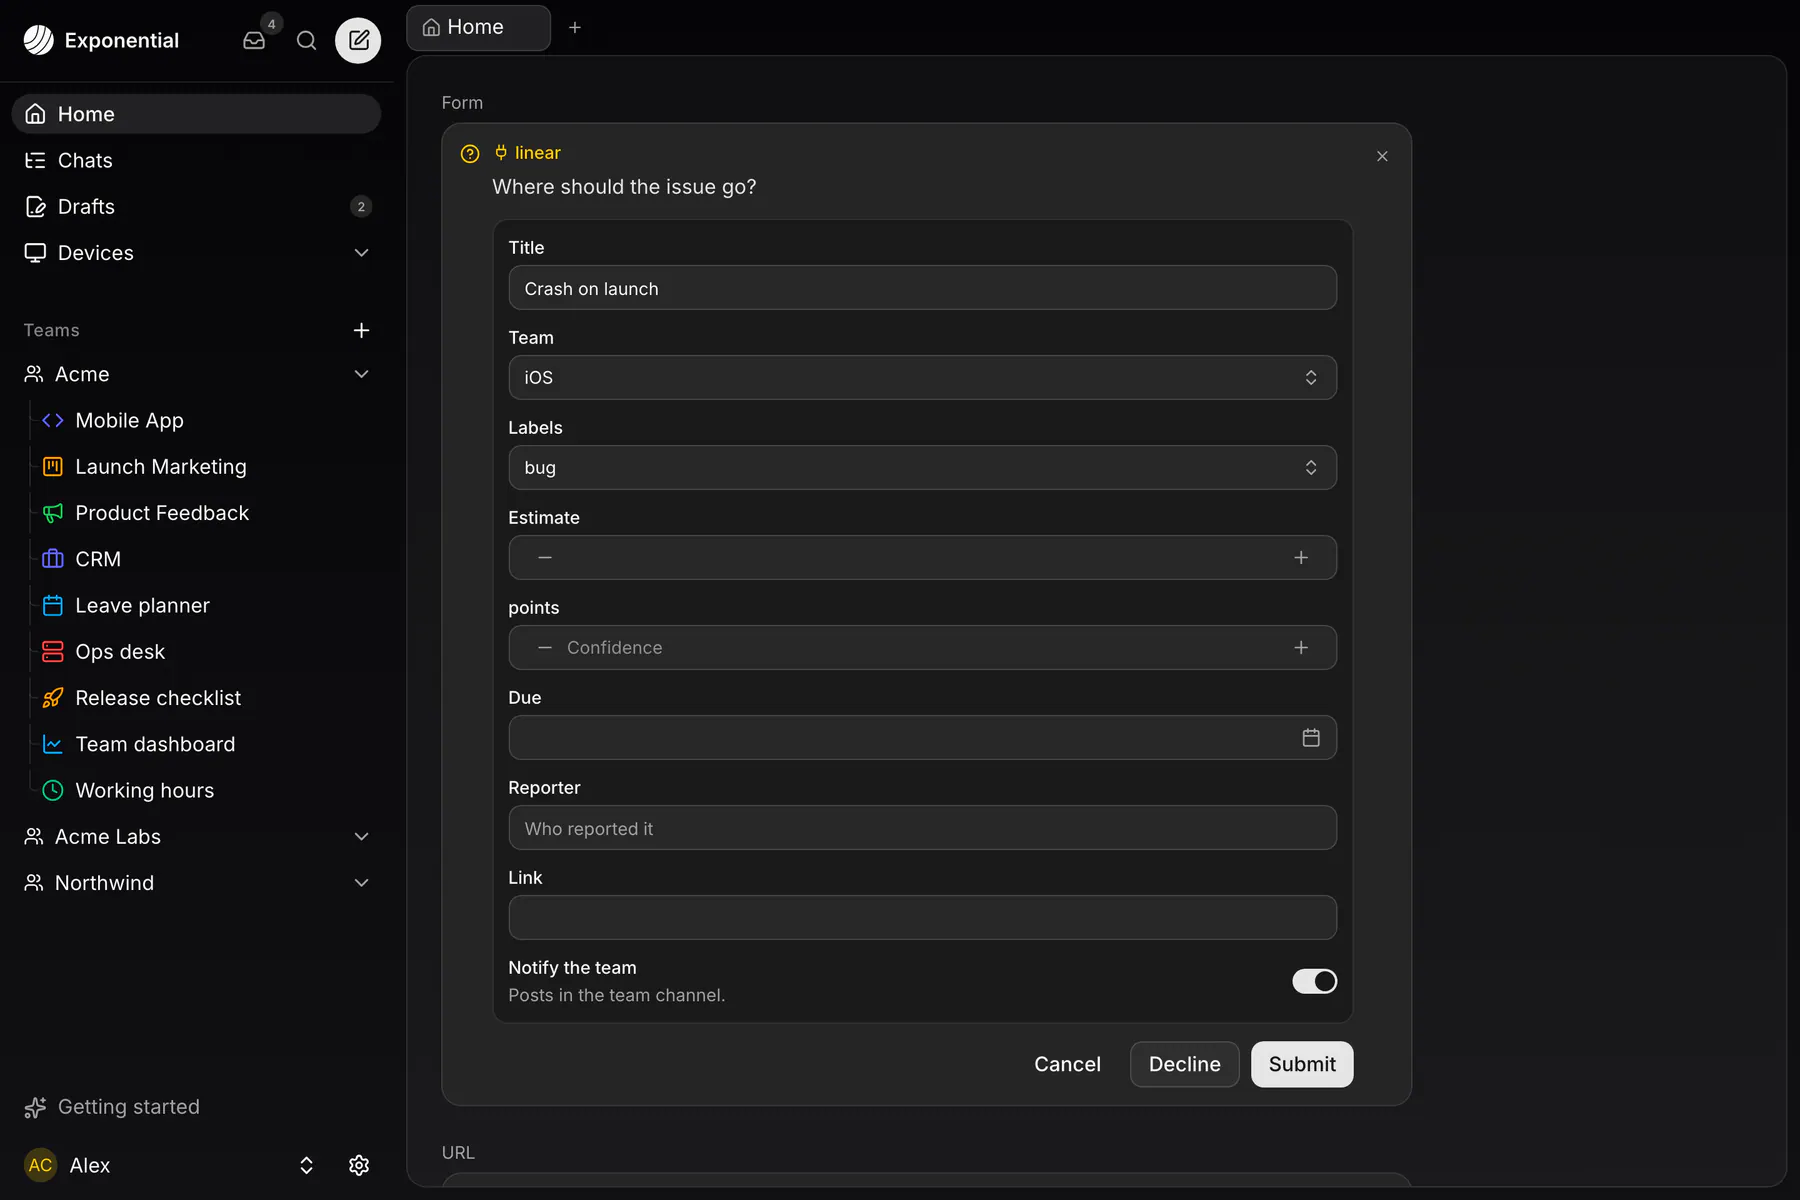 Exponential
4
Home
Chats
Drafts
2
Devices
Teams
Acme
Mobile App
Launch Marketing
Product Feedback
CRM
Leave planner
Ops desk
Release checklist
Team dashboard
Working hours
Acme Labs
Northwind
Getting started
AC
Alex
Home
Form
linear
Where should the issue go?
Title
Crash on launch
Team
iOS
Labels
bug
Estimate
points
Confidence
Due
Reporter
Who reported it
Link
Notify the team
Posts in the team channel.
Cancel
Decline
Submit
URL